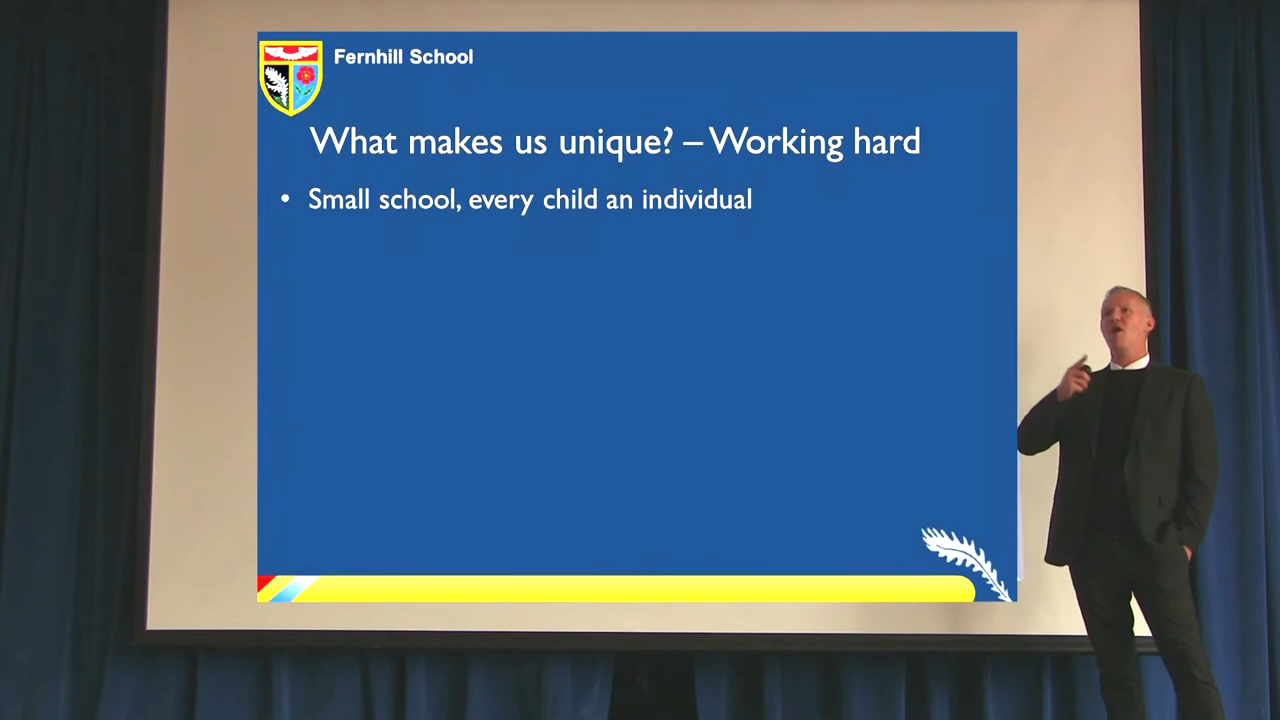 Fernhill School
What makes us unique? – Working hard
• Small school, every child an individual